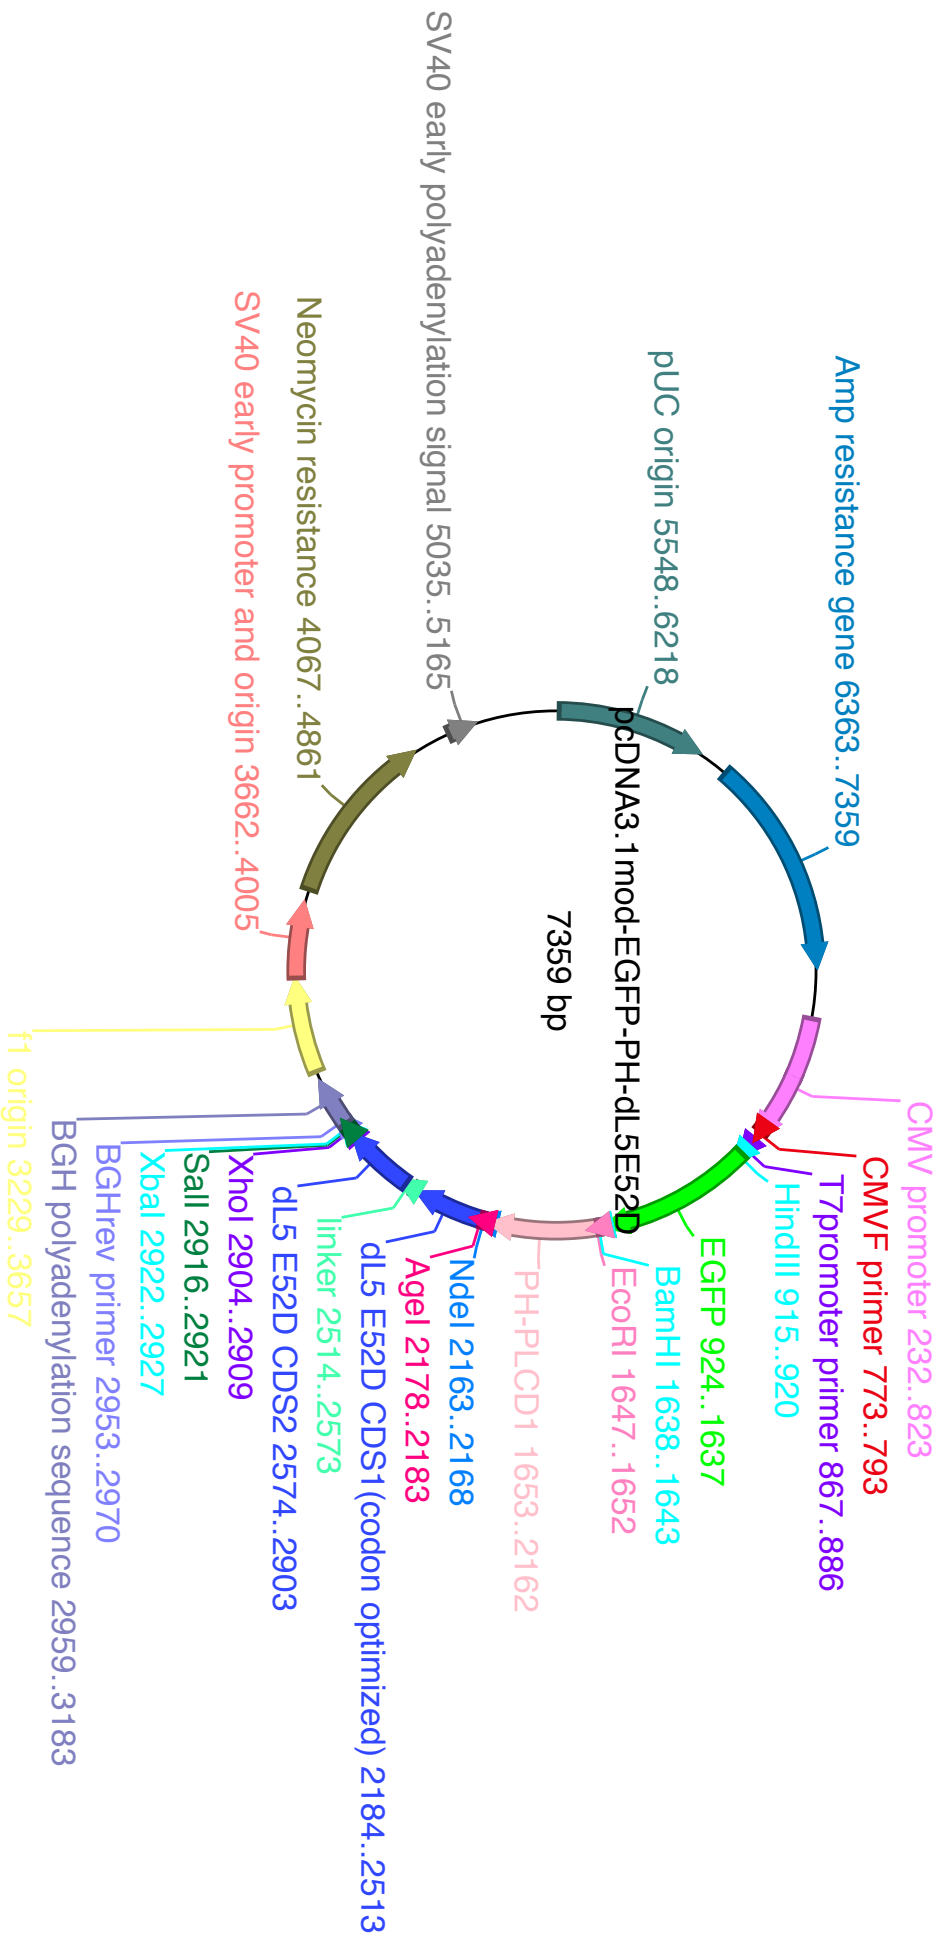 CMV promoter 232..823
CMVF primer 773..793
T7promoter primer 867..886
HindIII 915..920
EGFP 924..1637
BamHI 1638..1643
EcoRI 1647..1652
PH-PLCD1 1653..2162
NdeI 2163..2168
AgeI 2178..2183
dL5 E52D CDS1(codon optimized) 2184..2513
linker 2514..2573
dL5 E52D CDS2 2574..2903
XhoI 2904..2909
SalI 2916..2921
XbaI 2922..2927
BGHrev primer 2953..2970
BGH polyadenylation sequence 2959..3183
f1 origin 3229..3657
SV40 early promoter and origin 3662..4005
Neomycin resistance 4067..4861
SV40 early polyadenylation signal 5035..5165
pUC origin 5548..6218
Amp resistance gene 6363..7359
pcDNA3.1mod-EGFP-PH-dL5E52D
7359 bp